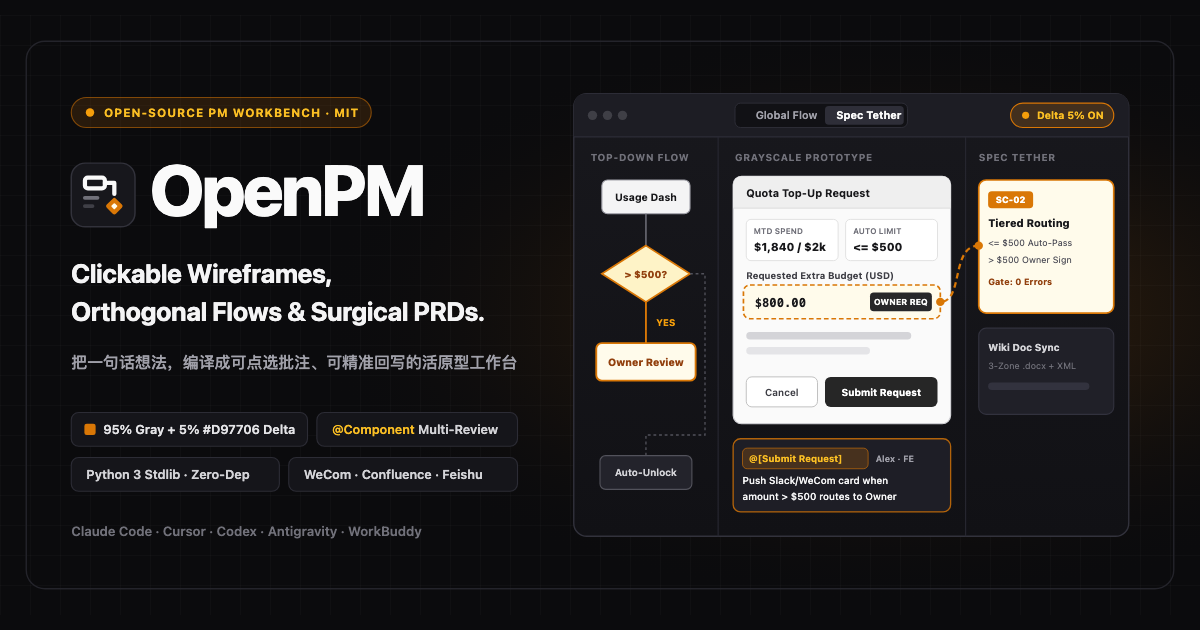 OPEN-SOURCE PM WORKBENCH · MIT
OpenPM
Clickable Wireframes,
Orthogonal Flows & Surgical PRDs.
把一句话想法，编译成可点选批注、可精准回写的活原型工作台
95% Gray + 5% #D97706 Delta
@Component Multi-Review
Python 3 Stdlib · Zero-Dep
WeCom · Confluence · Feishu
Claude Code · Cursor · Codex · Antigravity · WorkBuddy
Global Flow
Spec Tether
Delta 5% ON
TOP-DOWN FLOW
Usage Dash
> $500?
YES
Owner Review
Auto-Unlock
GRAYSCALE PROTOTYPE
Quota Top-Up Request
MTD SPEND
$1,840 / $2k
AUTO LIMIT
<= $500
Requested Extra Budget (USD)
$800.00
OWNER REQ
Cancel
Submit Request
@[Submit Request]
Alex · FE
Push Slack/WeCom card when
amount > $500 routes to Owner
SPEC TETHER
SC-02
Tiered Routing
<= $500 Auto-Pass
> $500 Owner Sign
Gate: 0 Errors
Wiki Doc Sync
3-Zone .docx + XML